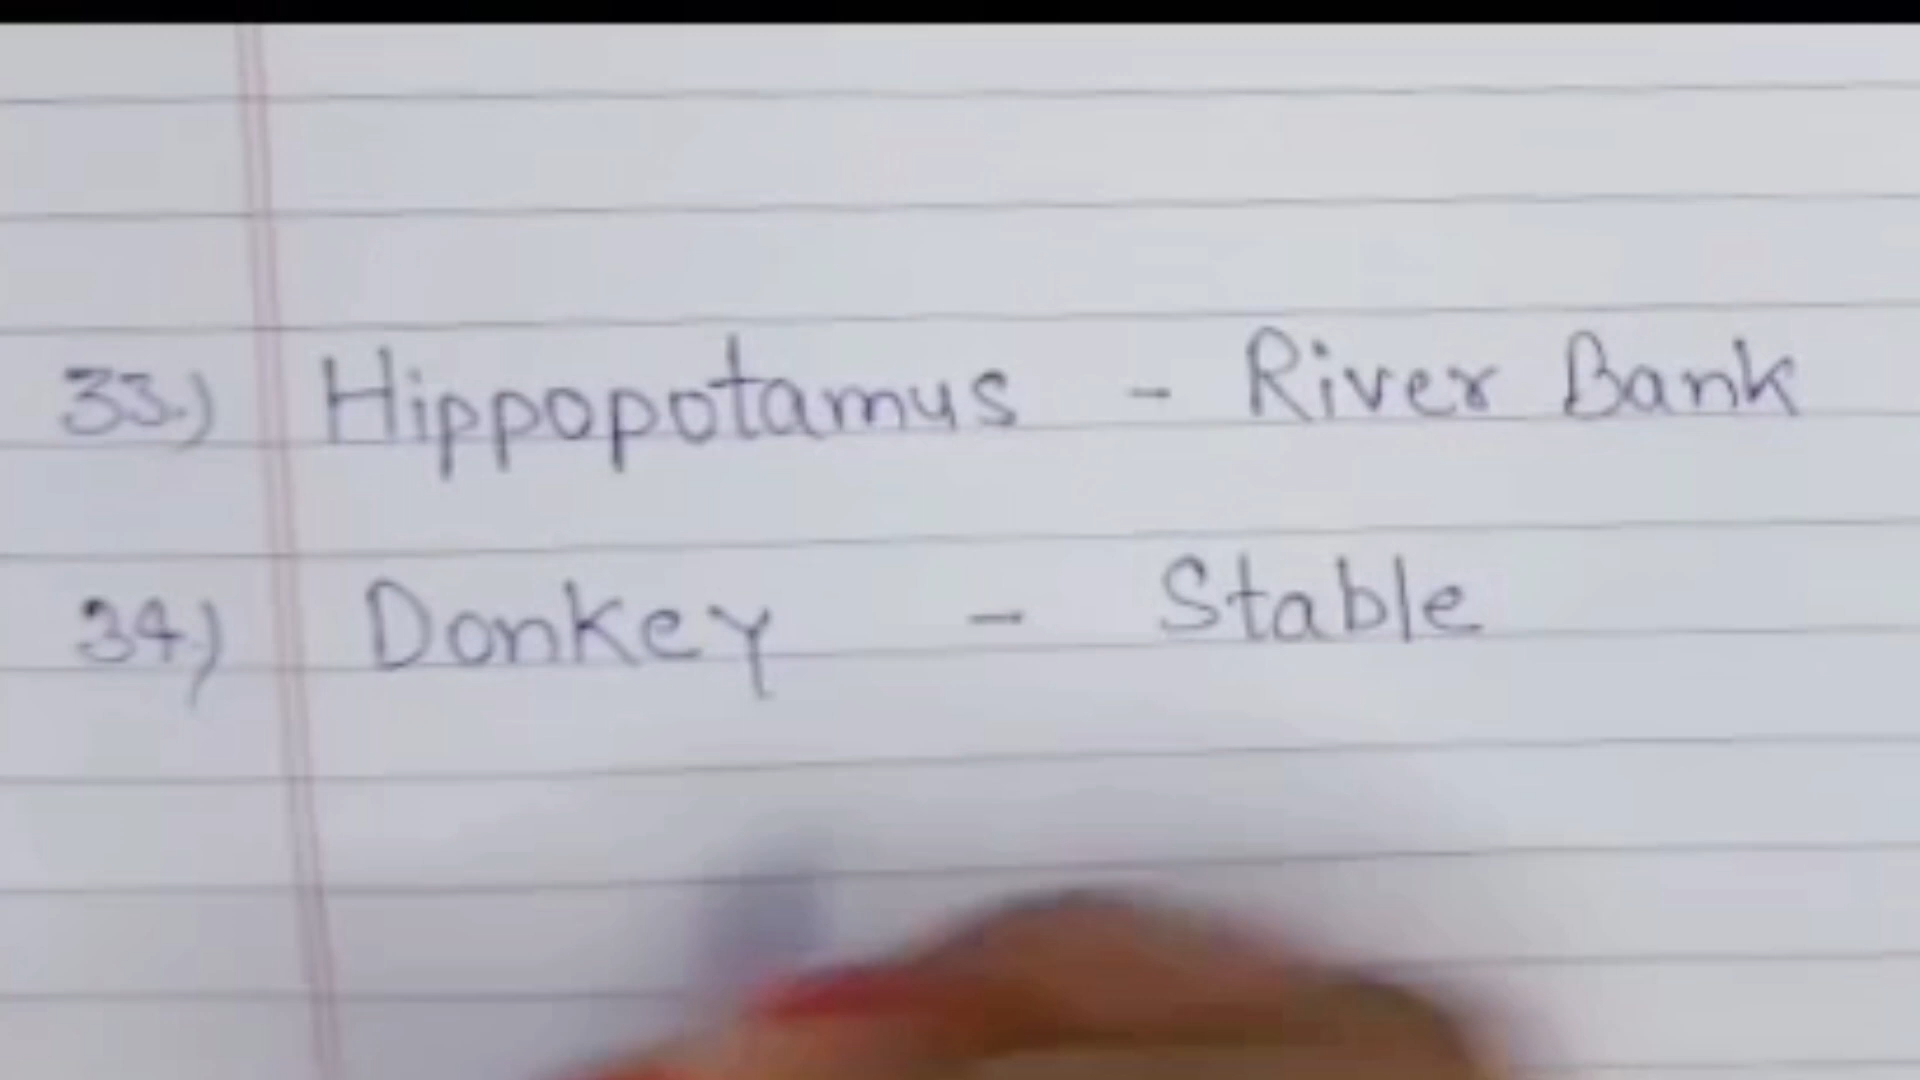 33.) Hippopotamus - River Bank
34.) Donkey - Stable